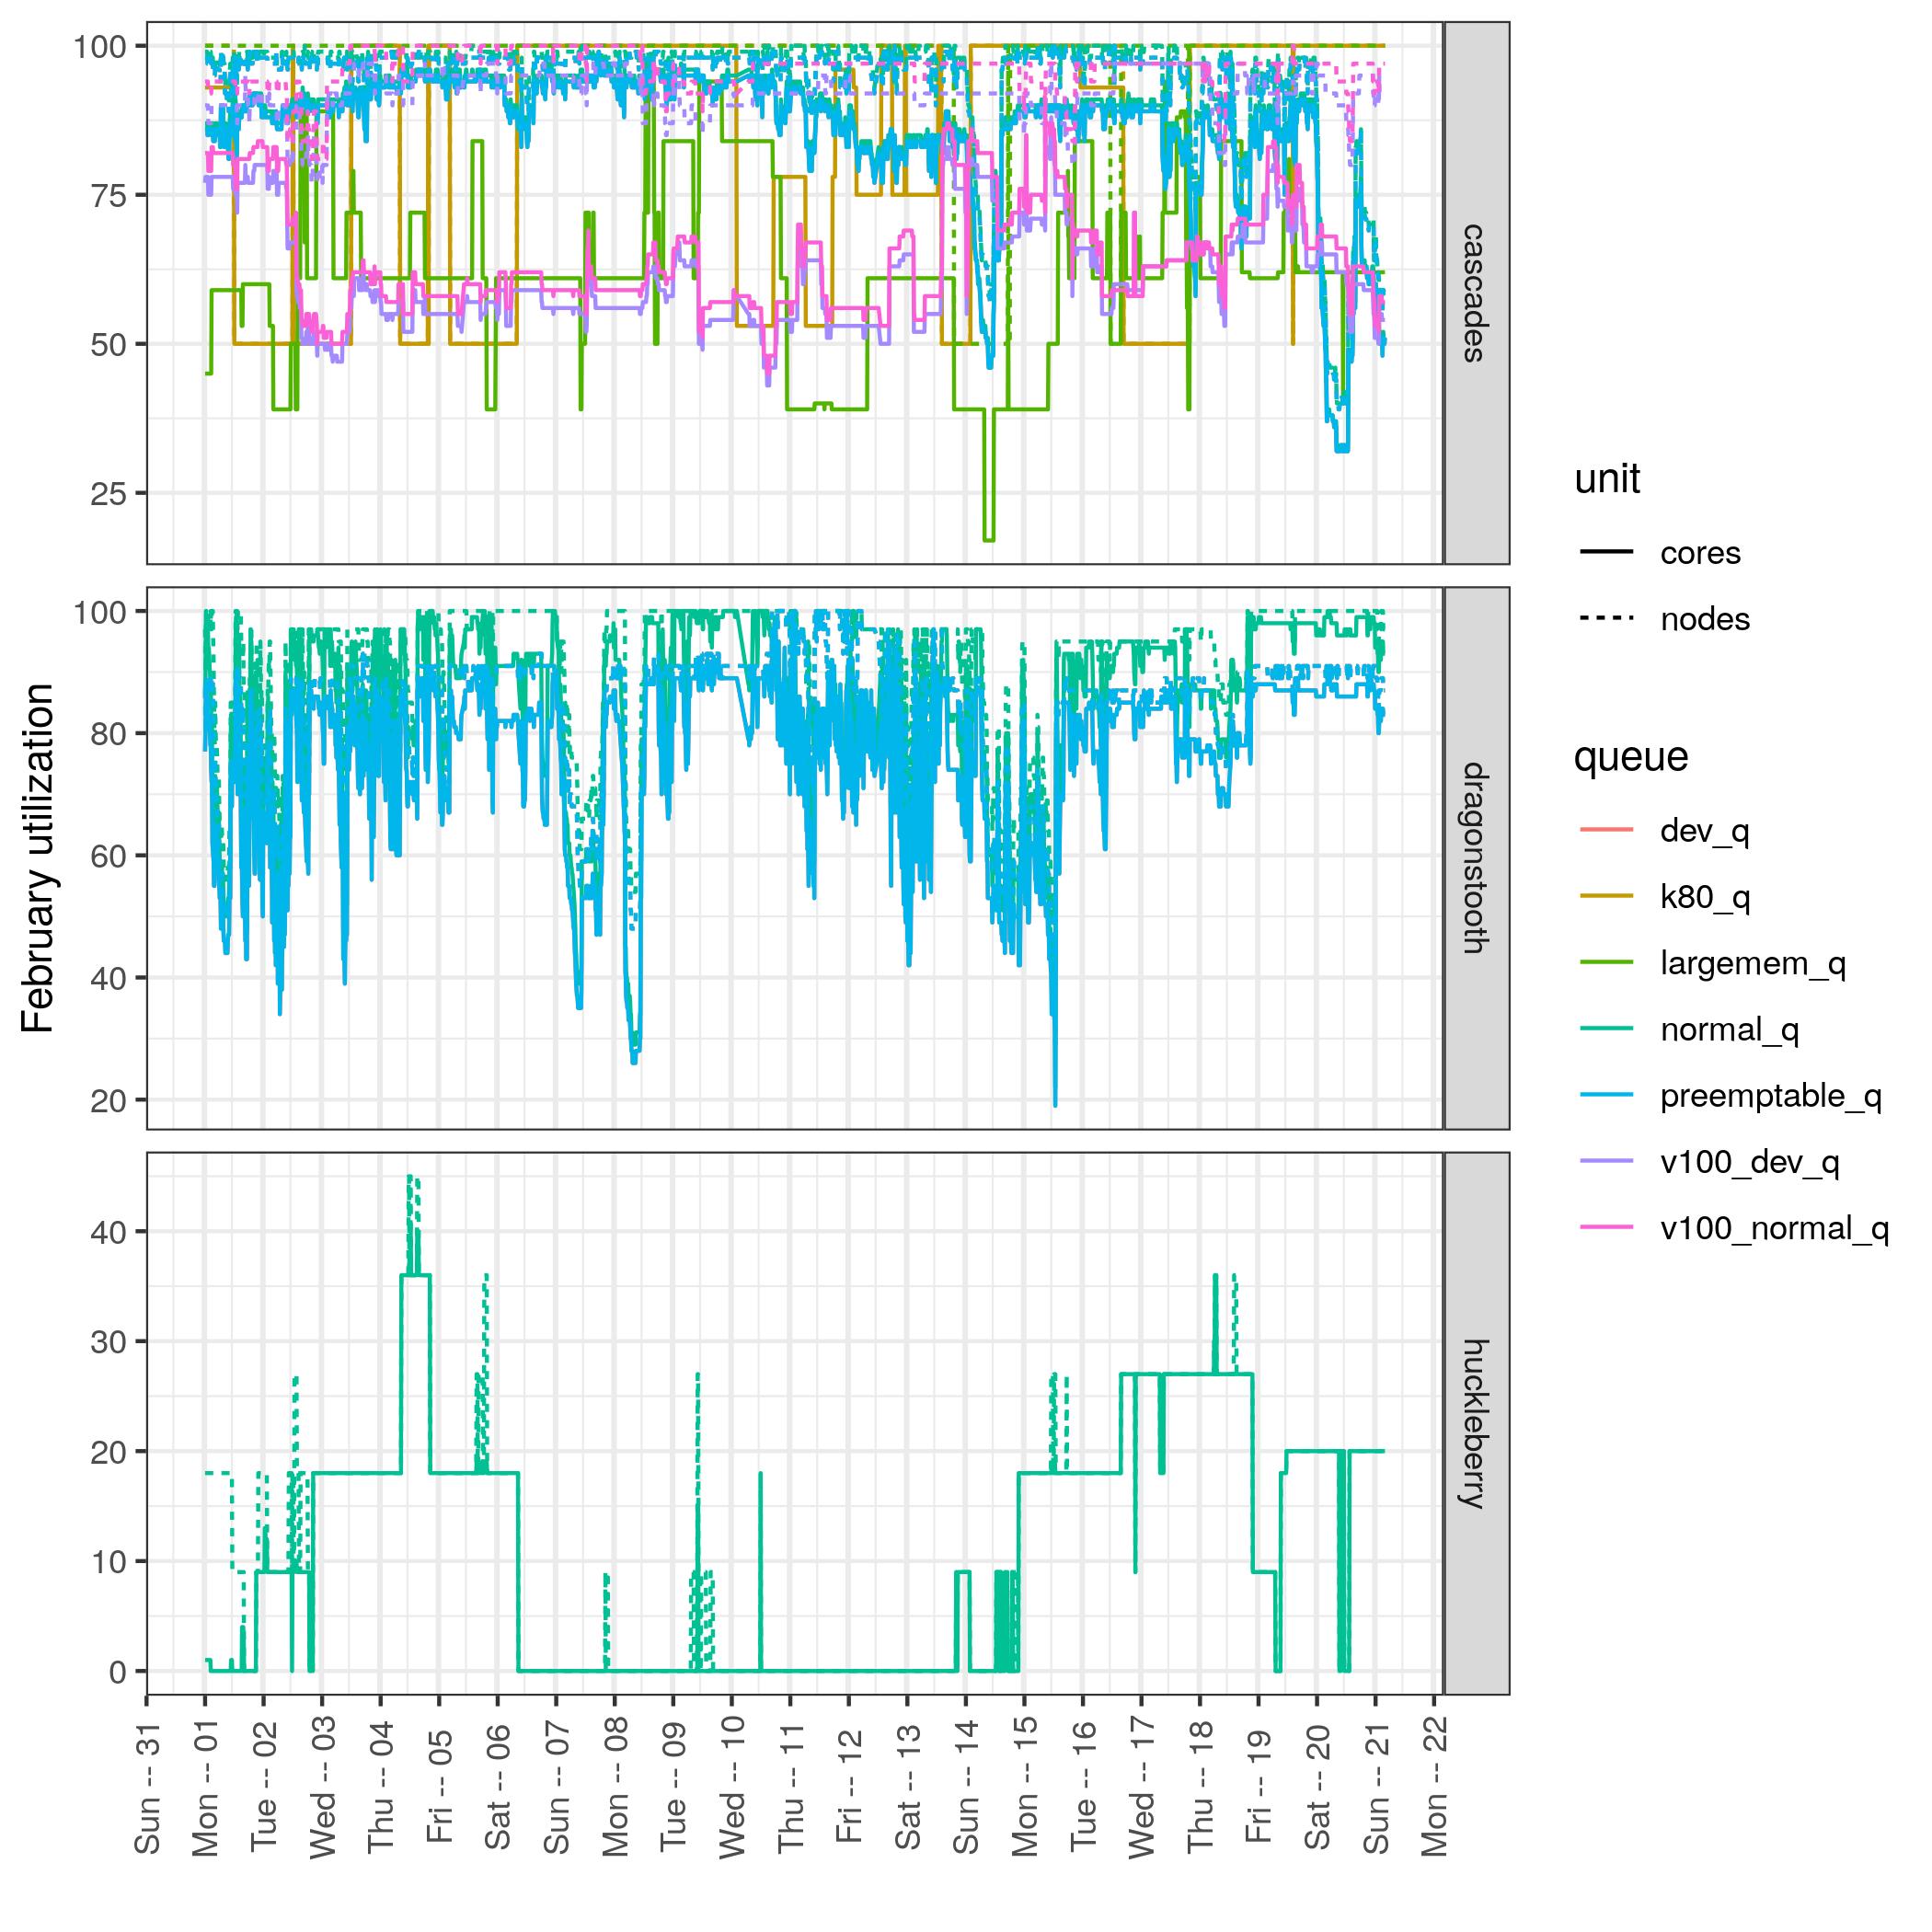 February utilization
100
75
50
25
cascades
100
80
60
40
20
dragonstooth
40
30
20
10
0
huckleberry
Sun -- 31
Mon -- 01
Tue -- 02
Wed -- 03
Thu -- 04
Fri -- 05
Sat -- 06
Sun -- 07
Mon -- 08
Tue -- 09
Wed -- 10
Thu -- 11
Fri -- 12
Sat -- 13
Sun -- 14
Mon -- 15
Tue -- 16
Wed -- 17
Thu -- 18
Fri -- 19
Sat -- 20
Sun -- 21
Mon -- 22
unit
cores
nodes
queue
dev_q
k80_q
largemem_q
normal_q
preemptable_q
v100_dev_q
v100_normal_q